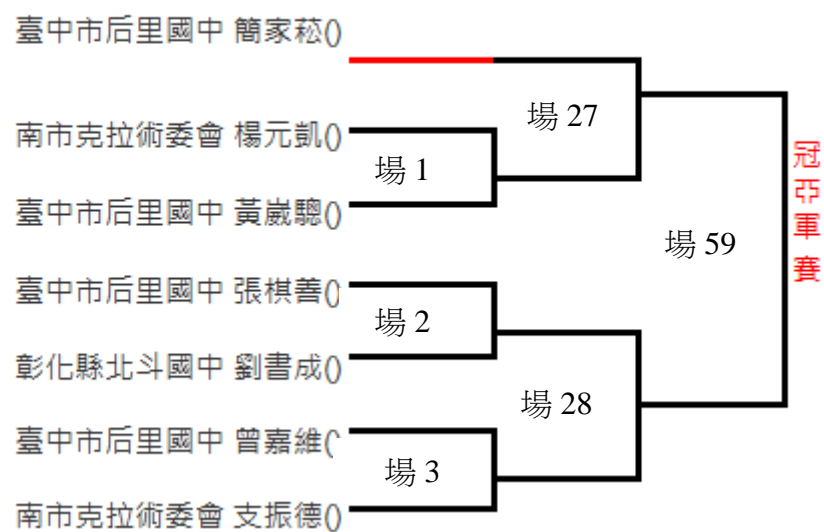 臺中市后里國中 簡家菘()
場 27
南市克拉術委會 楊元凱()
場 1
臺中市后里國中 黃崴驄()
冠亞軍賽
場 59
臺中市后里國中 張棋善()
場 2
彰化縣北斗國中 劉書成()
場 28
臺中市后里國中 曾嘉維()
場 3
南市克拉術委會 支振德()